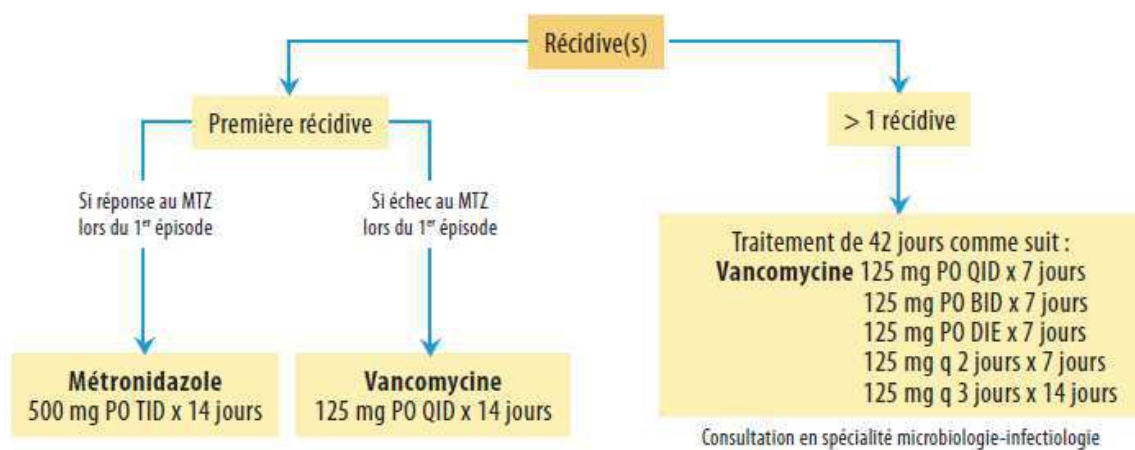 Récidive(s)
Première récidive
> 1 récidive
Si réponse au MTZ
lors du 1er épisode
Si échec au MTZ
lors du 1er épisode
Métronidazole
500 mg PO TID x 14 jours
Vancomycine
125 mg PO QID x 14 jours
Traitement de 42 jours comme suit :
Vancomycine 125 mg PO QID x 7 jours
125 mg PO BID x 7 jours
125 mg PO DIE x 7 jours
125 mg q 2 jours x 7 jours
125 mg q 3 jours x 14 jours
Consultation en spécialité microbiologie-infectiologie